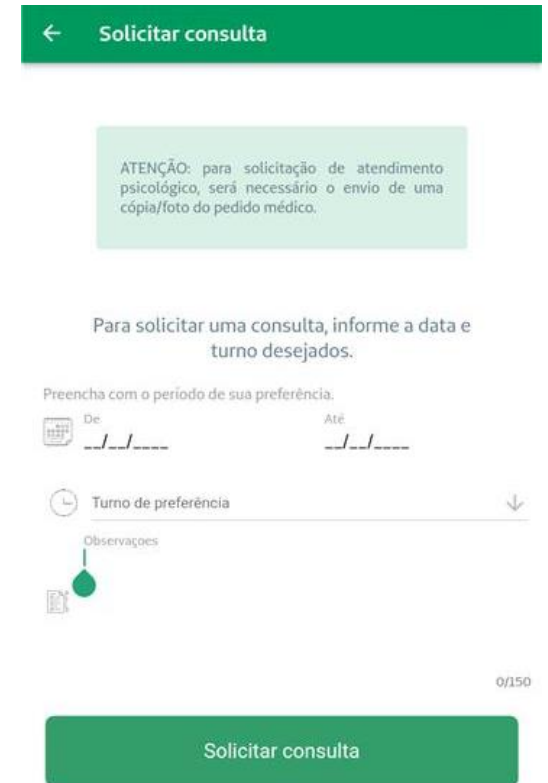 Solicitar consulta
ATENÇÃO: para solicitação de atendimento
psicológico, será necessário o envio de uma
cópia/foto do pedido médico.
Para solicitar uma consulta, informe a data e
turno desejados.
Preencha com o período de sua preferência.
De Até
__/__/____ __/__/____
Turno de preferência
Observaçoes
0/150
Solicitar consulta